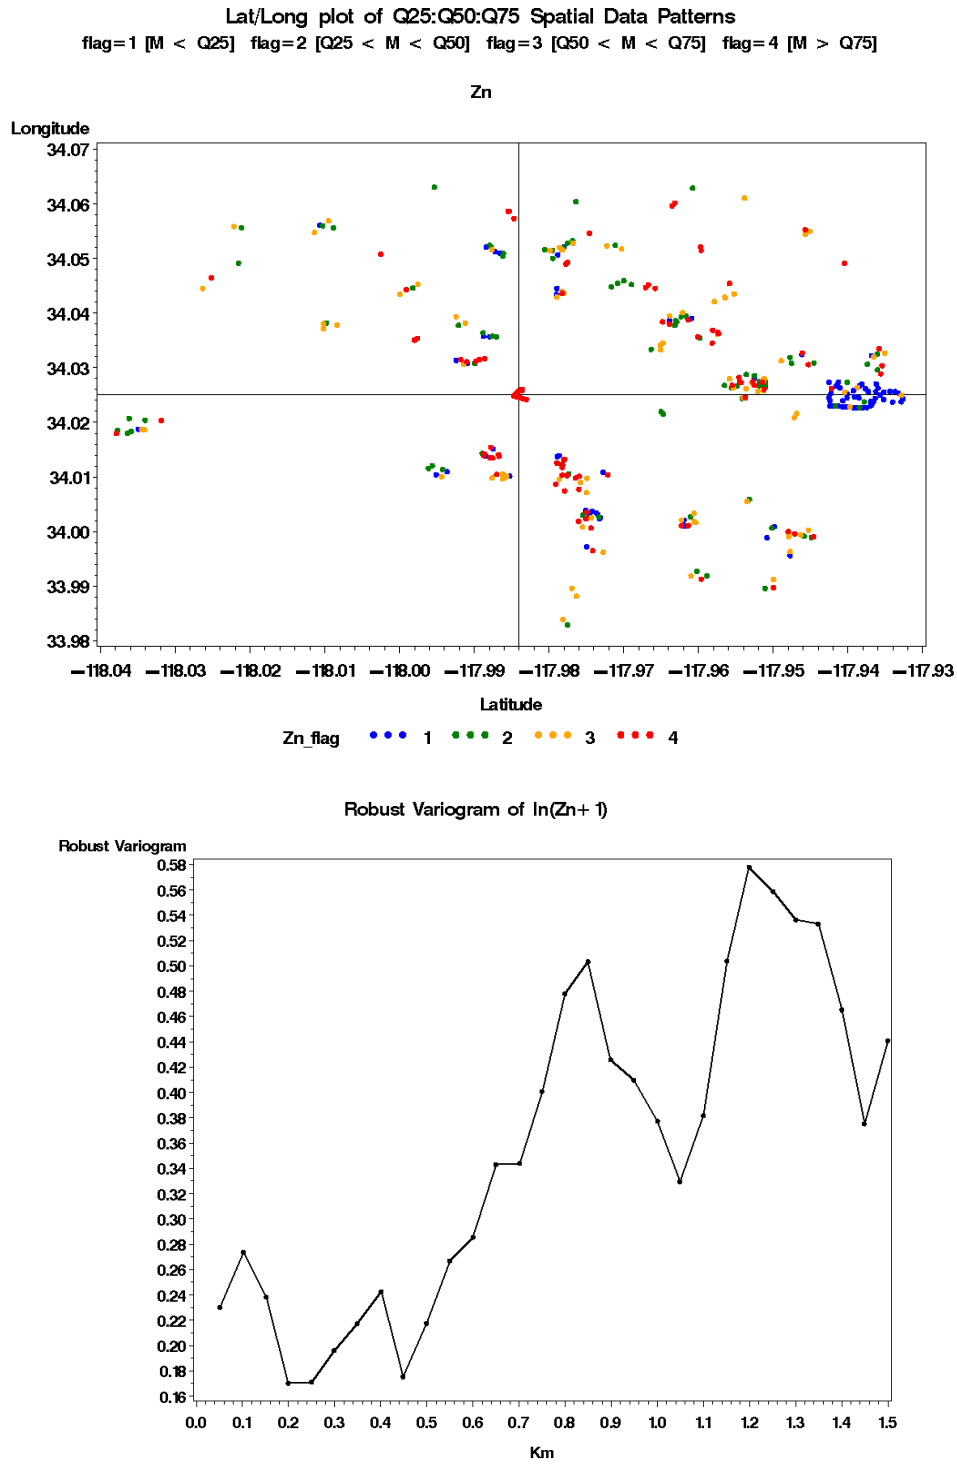 Lat/Long plot of Q25:Q50:Q75 Spatial Data Patterns
flag=1 [M < Q25] flag=2 [Q25 < M < Q50] flag=3 [Q50 < M < Q75] flag=4 [M > Q75]
Zn
Longitude
34.07
34.06
34.05
34.04
34.03
34.02
34.01
34.00
33.99
33.98
-118.04 -118.03 -118.02 -118.01 -118.00 -117.99 -117.98 -117.97 -117.96 -117.95 -117.94 -117.93
Latitude
Zn_flag 1 2 3 4
Robust Variogram of ln(Zn+1)
Robust Variogram
0.58
0.56
0.54
0.52
0.50
0.48
0.46
0.44
0.42
0.40
0.38
0.36
0.34
0.32
0.30
0.28
0.26
0.24
0.22
0.20
0.18
0.16
0.0 0.1 0.2 0.3 0.4 0.5 0.6 0.7 0.8 0.9 1.0 1.1 1.2 1.3 1.4 1.5
Km